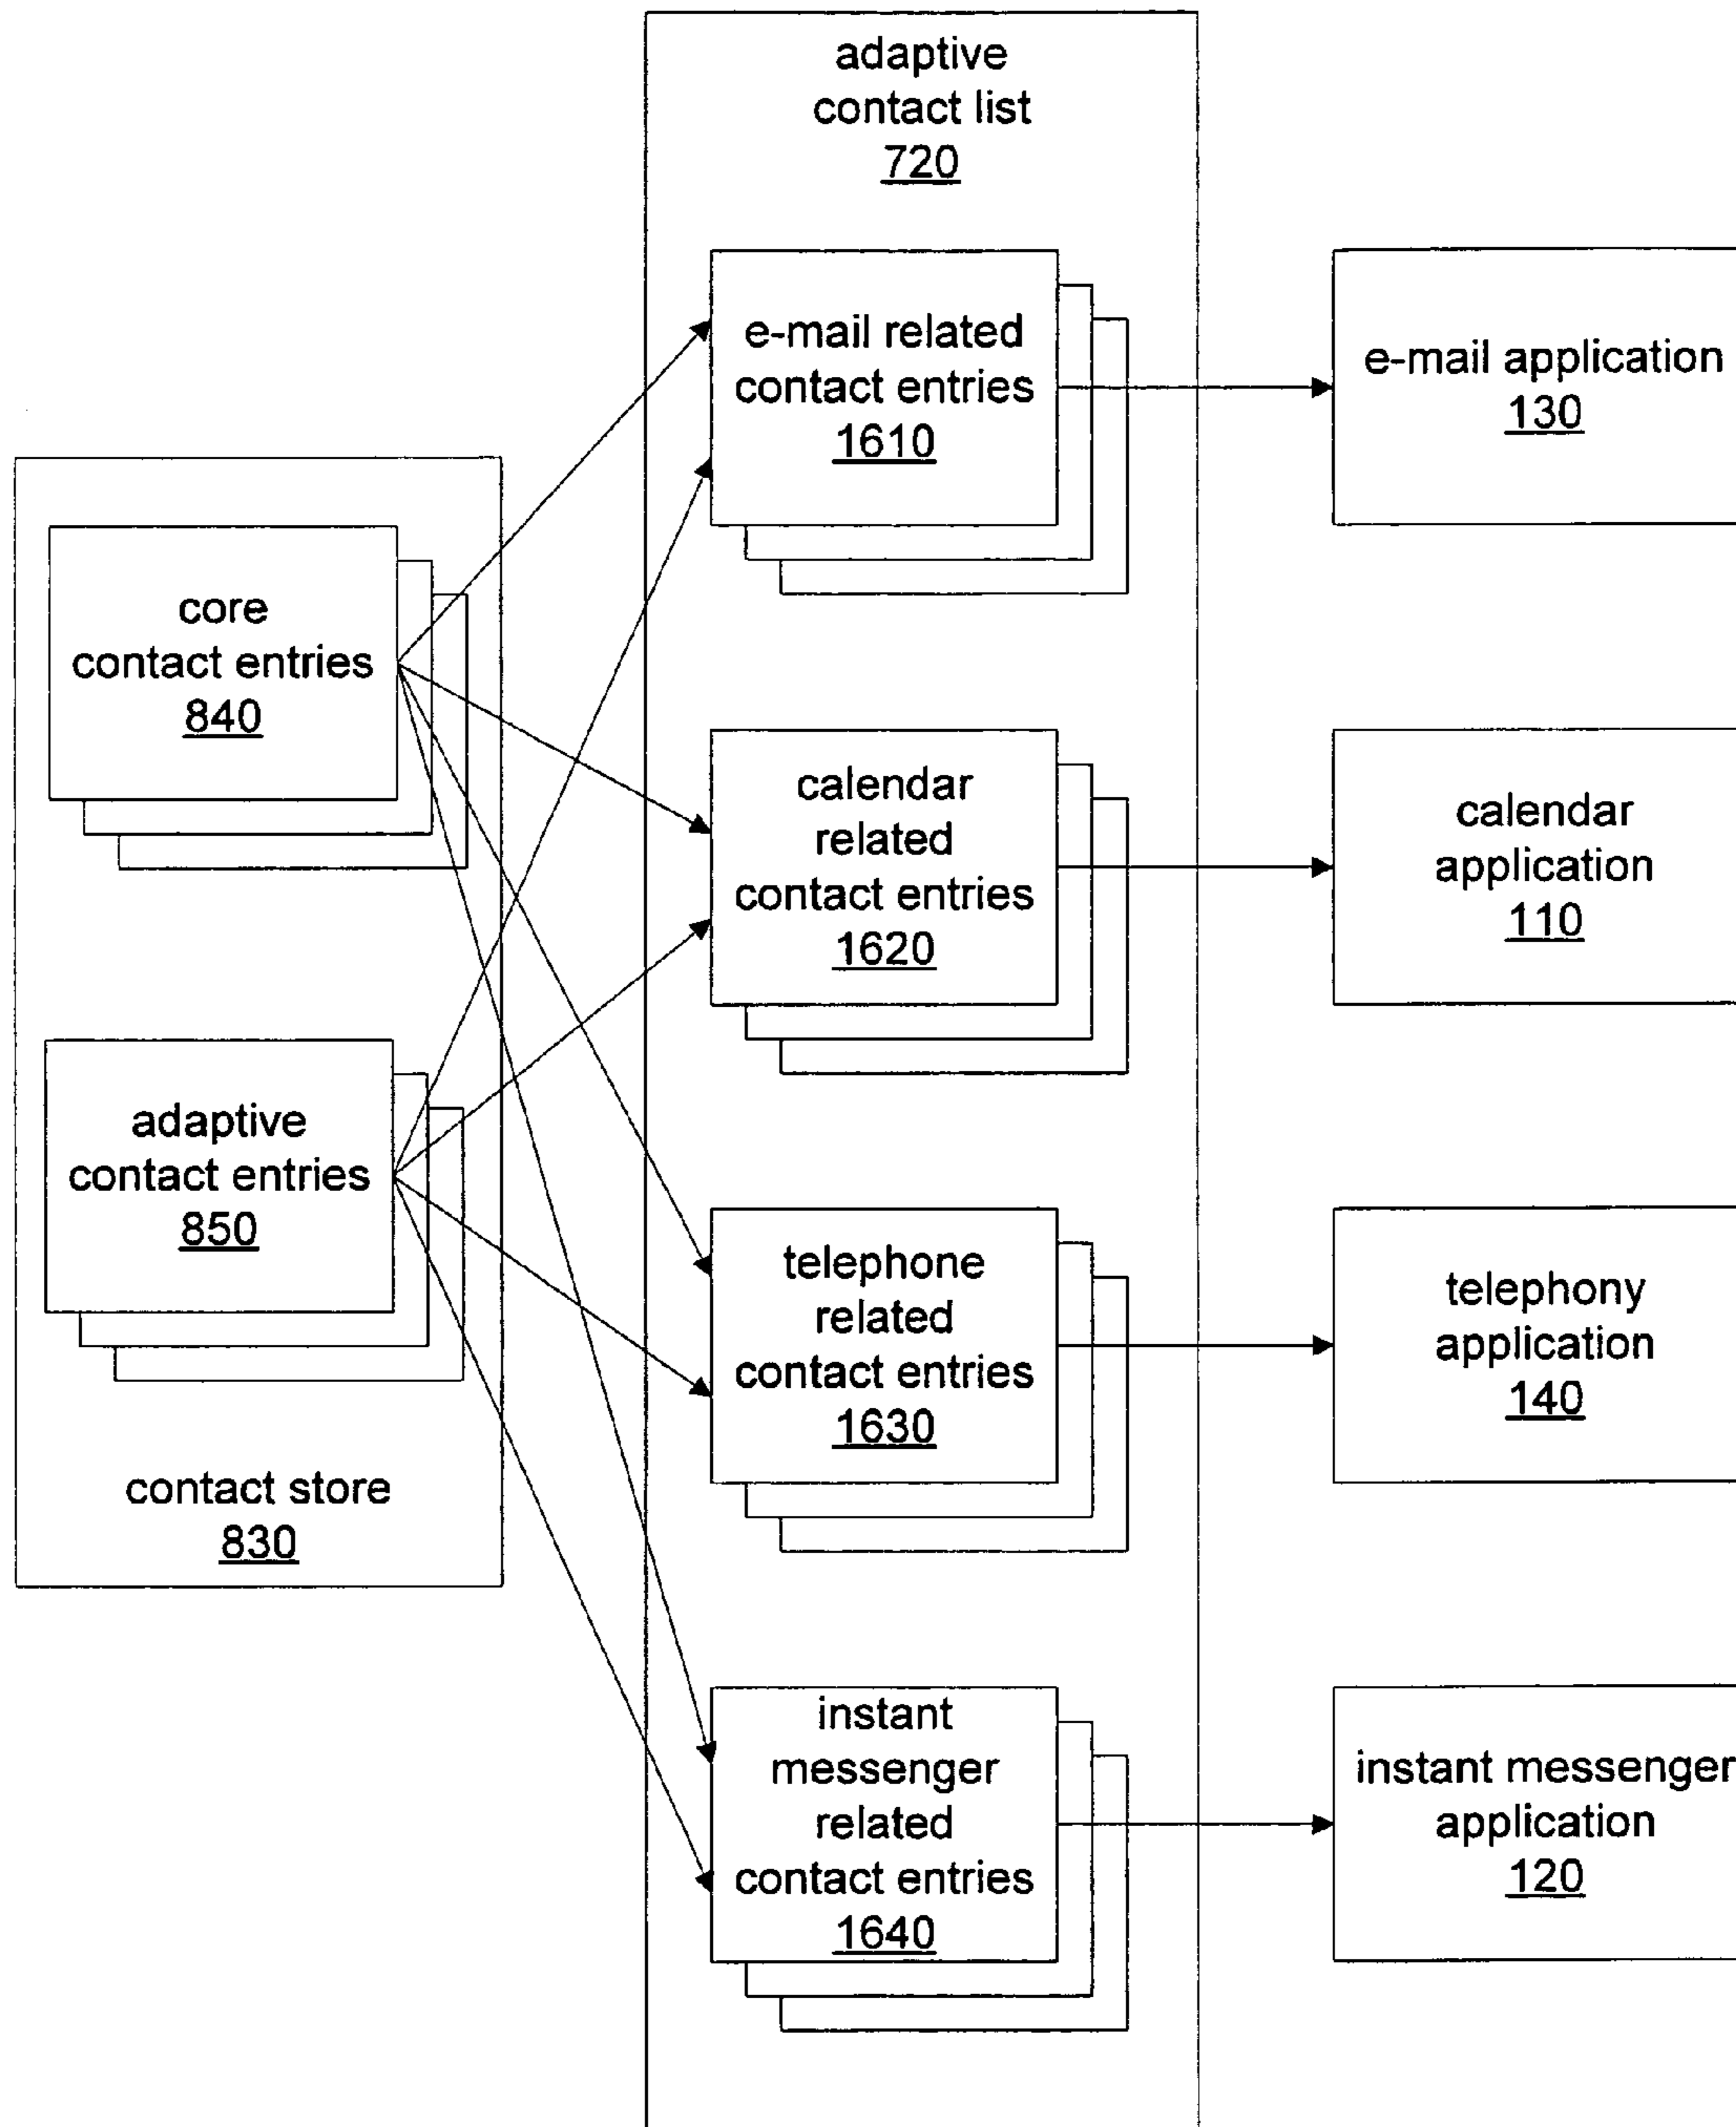 adaptive
contact list
720
e-mail related
contact entries
1610
e-mail application
130
core
contact entries
840
calendar
related
contact entries
1620
calendar
application
110
adaptive
contact entries
850
telephone
related
contact entries
1630
telephony
application
140
contact store
830
instant
messenger
related
contact entries
1640
instant messenger
application
120